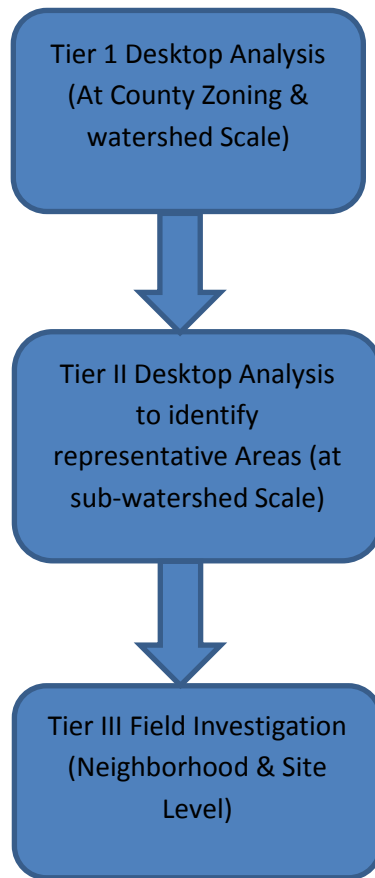 Tier 1 Desktop Analysis
(At County Zoning &
watershed Scale)
Tier II Desktop Analysis
to identify
representative Areas (at
sub-watershed Scale)
Tier III Field Investigation
(Neighborhood & Site
Level)